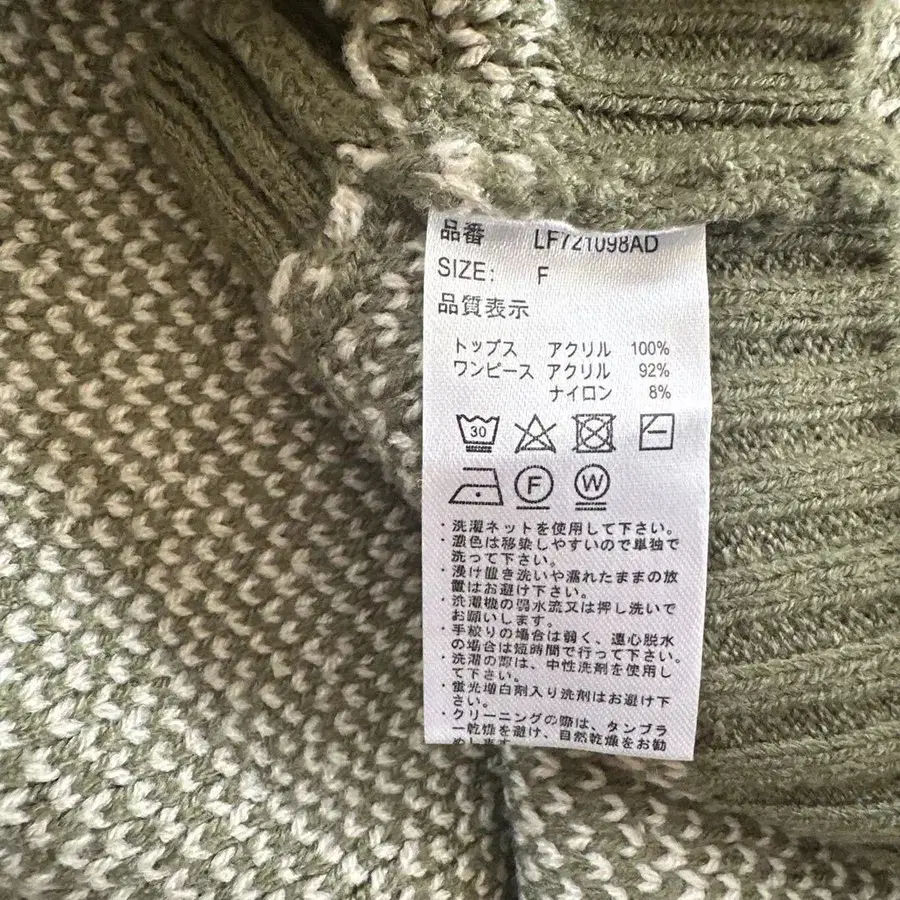 品番 LF721098AD
SIZE: F
品質表示
トップス アクリル 100%
ワンピース アクリル 92%
ナイロン 8%
30
F W
・洗濯ネットを使用して下さい。
・濃色は移染しやすいので単独で
洗って下さい。
・浸け置き洗いや濡れたままの放
置はお避け下さい。
・洗濯機の弱水流又は押し洗いで
お願いします。
・手絞りの場合は弱く、遠心脱水
の場合は短時間で行って下さい。
・洗濯の際は、中性洗剤を使用し
て下さい。
・蛍光増白剤入り洗剤はお避け下
さい。
・クリーニングの際は、タンブラ
ー乾燥を避け、自然乾燥をお勧
めします